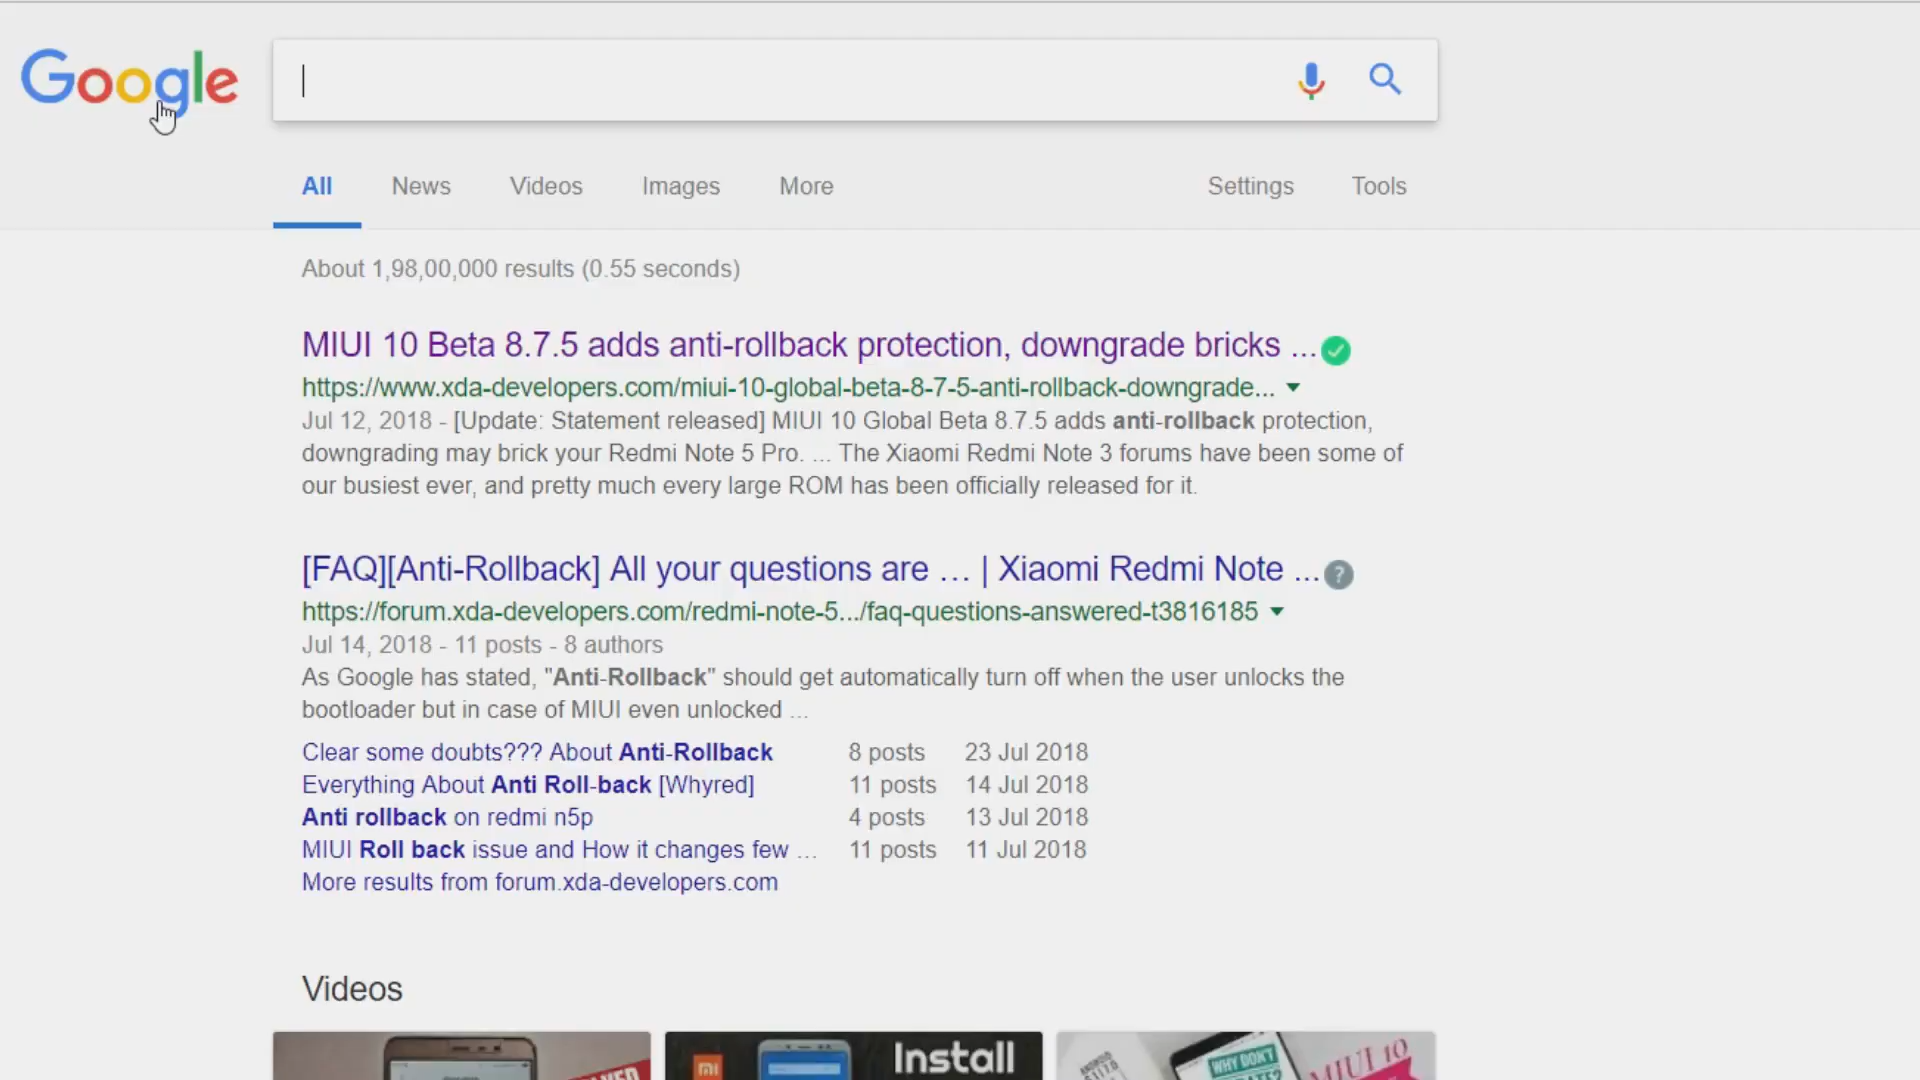 Google
All News Videos Images More Settings Tools
About 1,98,00,000 results (0.55 seconds)
MIUI 10 Beta 8.7.5 adds anti-rollback protection, downgrade bricks ...
https://www.xda-developers.com/miui-10-global-beta-8-7-5-anti-rollback-downgrade...
Jul 12, 2018 - [Update: Statement released] MIUI 10 Global Beta 8.7.5 adds anti-rollback protection,
downgrading may brick your Redmi Note 5 Pro. ... The Xiaomi Redmi Note 3 forums have been some of
our busiest ever, and pretty much every large ROM has been officially released for it.
[FAQ][Anti-Rollback] All your questions are … | Xiaomi Redmi Note ...
?
https://forum.xda-developers.com/redmi-note-5.../faq-questions-answered-t3816185
Jul 14, 2018 - 11 posts - 8 authors
As Google has stated, "Anti-Rollback" should get automatically turn off when the user unlocks the
bootloader but in case of MIUI even unlocked ...
Clear some doubts??? About Anti-Rollback 8 posts 23 Jul 2018
Everything About Anti Roll-back [Whyred] 11 posts 14 Jul 2018
Anti rollback on redmi n5p 4 posts 13 Jul 2018
MIUI Roll back issue and How it changes few ... 11 posts 11 Jul 2018
More results from forum.xda-developers.com
Videos
mi
Install
WHY DON'T
MIUI 10